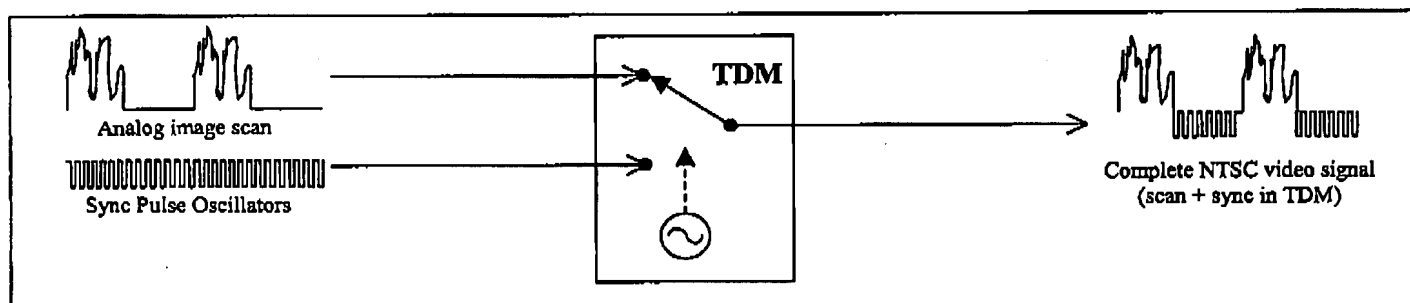 TDM
Analog image scan
Sync Pulse Oscillators
Complete NTSC video signal
(scan + sync in TDM)